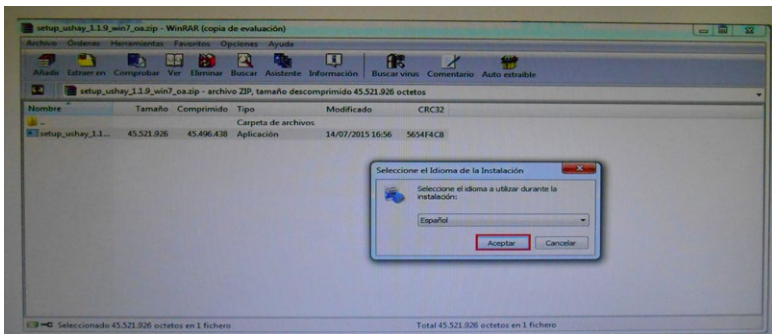 setup_ushay_1.1.9_win7_oa.zip - WinRAR (copia de evaluación)
Archivo Órdenes Herramientas Favoritos Opciones Ayuda
Añadir Extraer en Comprobar Ver Eliminar Buscar Asistente Información Buscar virus Comentario Auto extraíble
setup_ushay_1.1.9_win7_oa.zip - archivo ZIP, tamaño descomprimido 45.521.926 octetos
Nombre Tamaño Comprimido Tipo Modificado CRC32
..
Carpeta de archivos
setup_ushay_1.1... 45.521.926 45.496.438 Aplicación 14/07/2015 16:56 5654F4C8
Seleccione el Idioma de la Instalación
Seleccione el idioma a utilizar durante la
instalación:
Español
Aceptar Cancelar
Seleccionado 45.521.926 octetos en 1 fichero Total 45.521.926 octetos en 1 fichero